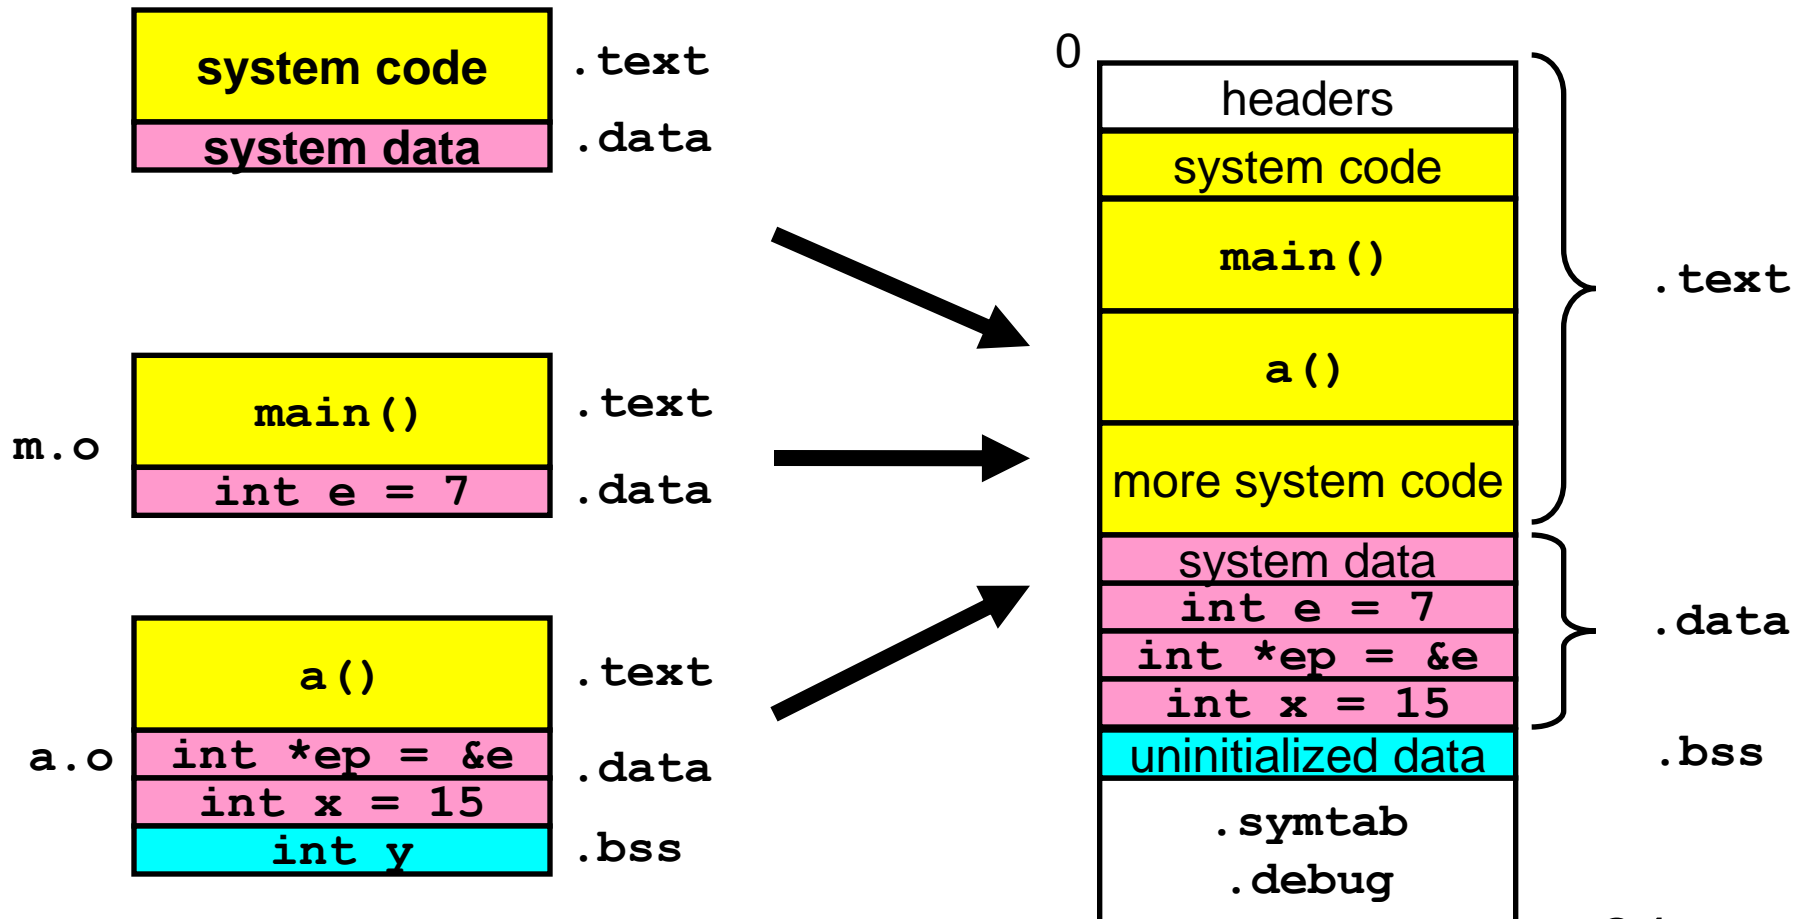 system code
.text
system data
.data
m.o
main()
.text
int e = 7
.data
a.o
a()
.text
int *ep = &e
.data
int x = 15
int y
.bss
0
headers
system code
main()
a()
more system code
.text
system data
int e = 7
int *ep = &e
int x = 15
.data
uninitialized data
.bss
.symtab
.debug